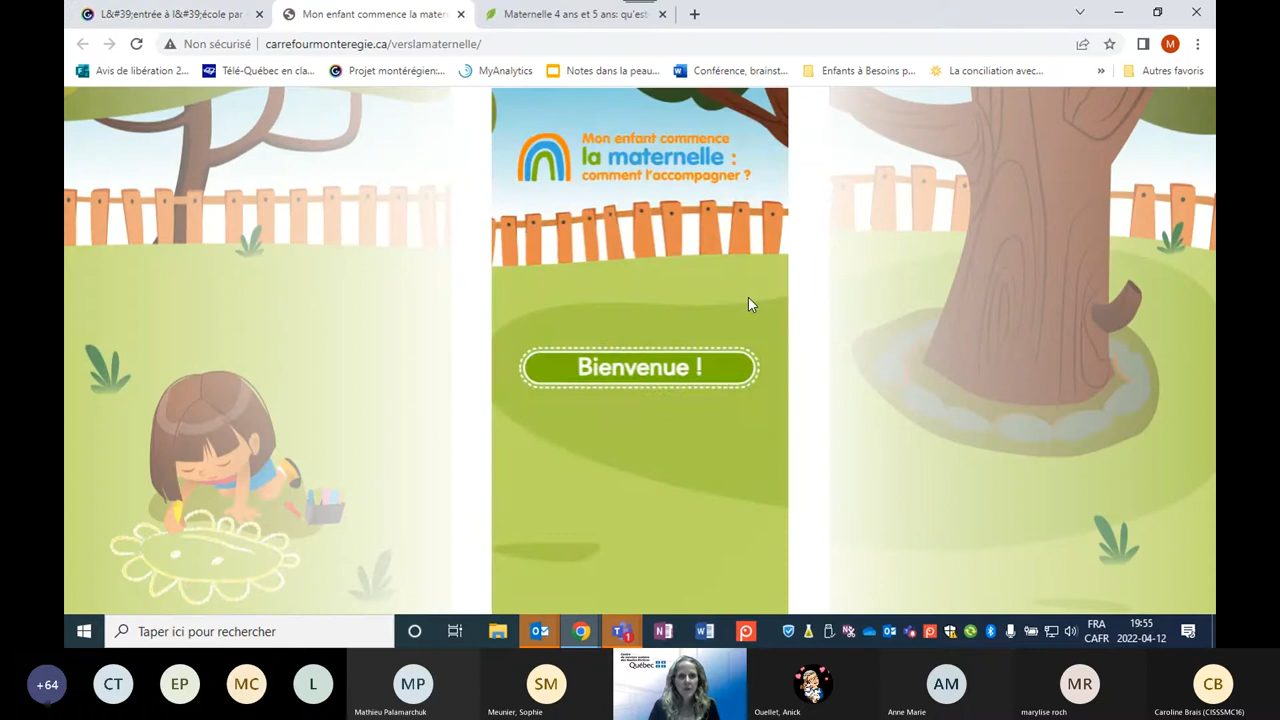 L&#39;entrée à l&#39;école par
Mon enfant commence la mater
Maternelle 4 ans et 5 ans: qu'est-
Non sécurisé
carrefourmonteregie.ca/verslamaternelle/
M
Avis de libération 2...
Télé-Québec en cla...
Projet montérégien:...
MyAnalytics
Notes dans la peau...
Conférence, brainst...
Enfants à Besoins p...
La conciliation avec...
»
Autres favoris
Mon enfant commence
la maternelle :
comment l'accompagner ?
Bienvenue !
Taper ici pour rechercher
FRA
CAFR
19:55
2022-04-12
+64
CT
EP
MC
L
MP
Mathieu Palamarchuk
SM
Meunier, Sophie
Québec
Ouellet, Anick
AM
Anne Marie
MR
marylise roch
CB
Caroline Brais (CISSSMC16)